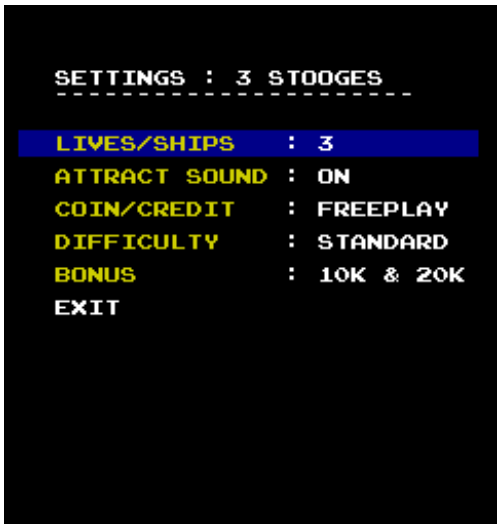 SETTINGS : 3 STOOGES
------------------------
LIVES/SHIPS : 3
ATTRACT SOUND : ON
COIN/CREDIT : FREEPLAY
DIFFICULTY : STANDARD
BONUS : 10K & 20K
EXIT